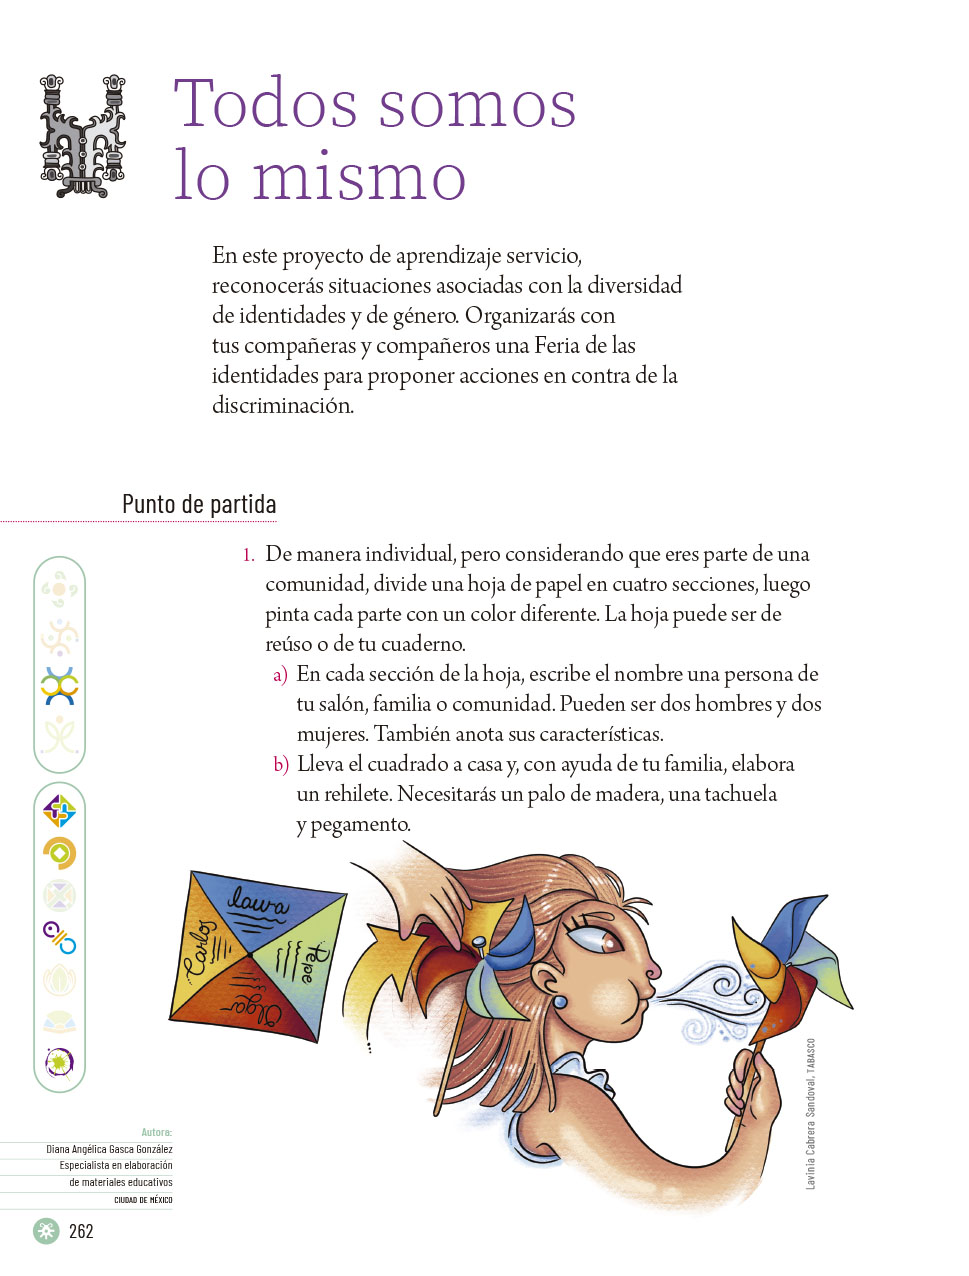 Todos somos
lo mismo
En este proyecto de aprendizaje servicio,
reconocerás situaciones asociadas con la diversidad
de identidades y de género. Organizarás con
tus compañeras y compañeros una Feria de las
identidades para proponer acciones en contra de la
discriminación.
Punto de partida
1. De manera individual, pero considerando que eres parte de una
comunidad, divide una hoja de papel en cuatro secciones, luego
pinta cada parte con un color diferente. La hoja puede ser de
reúso o de tu cuaderno.
a) En cada sección de la hoja, escribe el nombre una persona de
tu salón, familia o comunidad. Pueden ser dos hombres y dos
mujeres. También anota sus características.
b) Lleva el cuadrado a casa y, con ayuda de tu familia, elabora
un rehilete. Necesitarás un palo de madera, una tachuela
y pegamento.
laura
Carlos
Pepe
Olga
Lavinia Cabrera Sandoval, TABASCO
Autora:
Diana Angélica Gasca González
Especialista en elaboración
de materiales educativos
CIUDAD DE MÉXICO
262